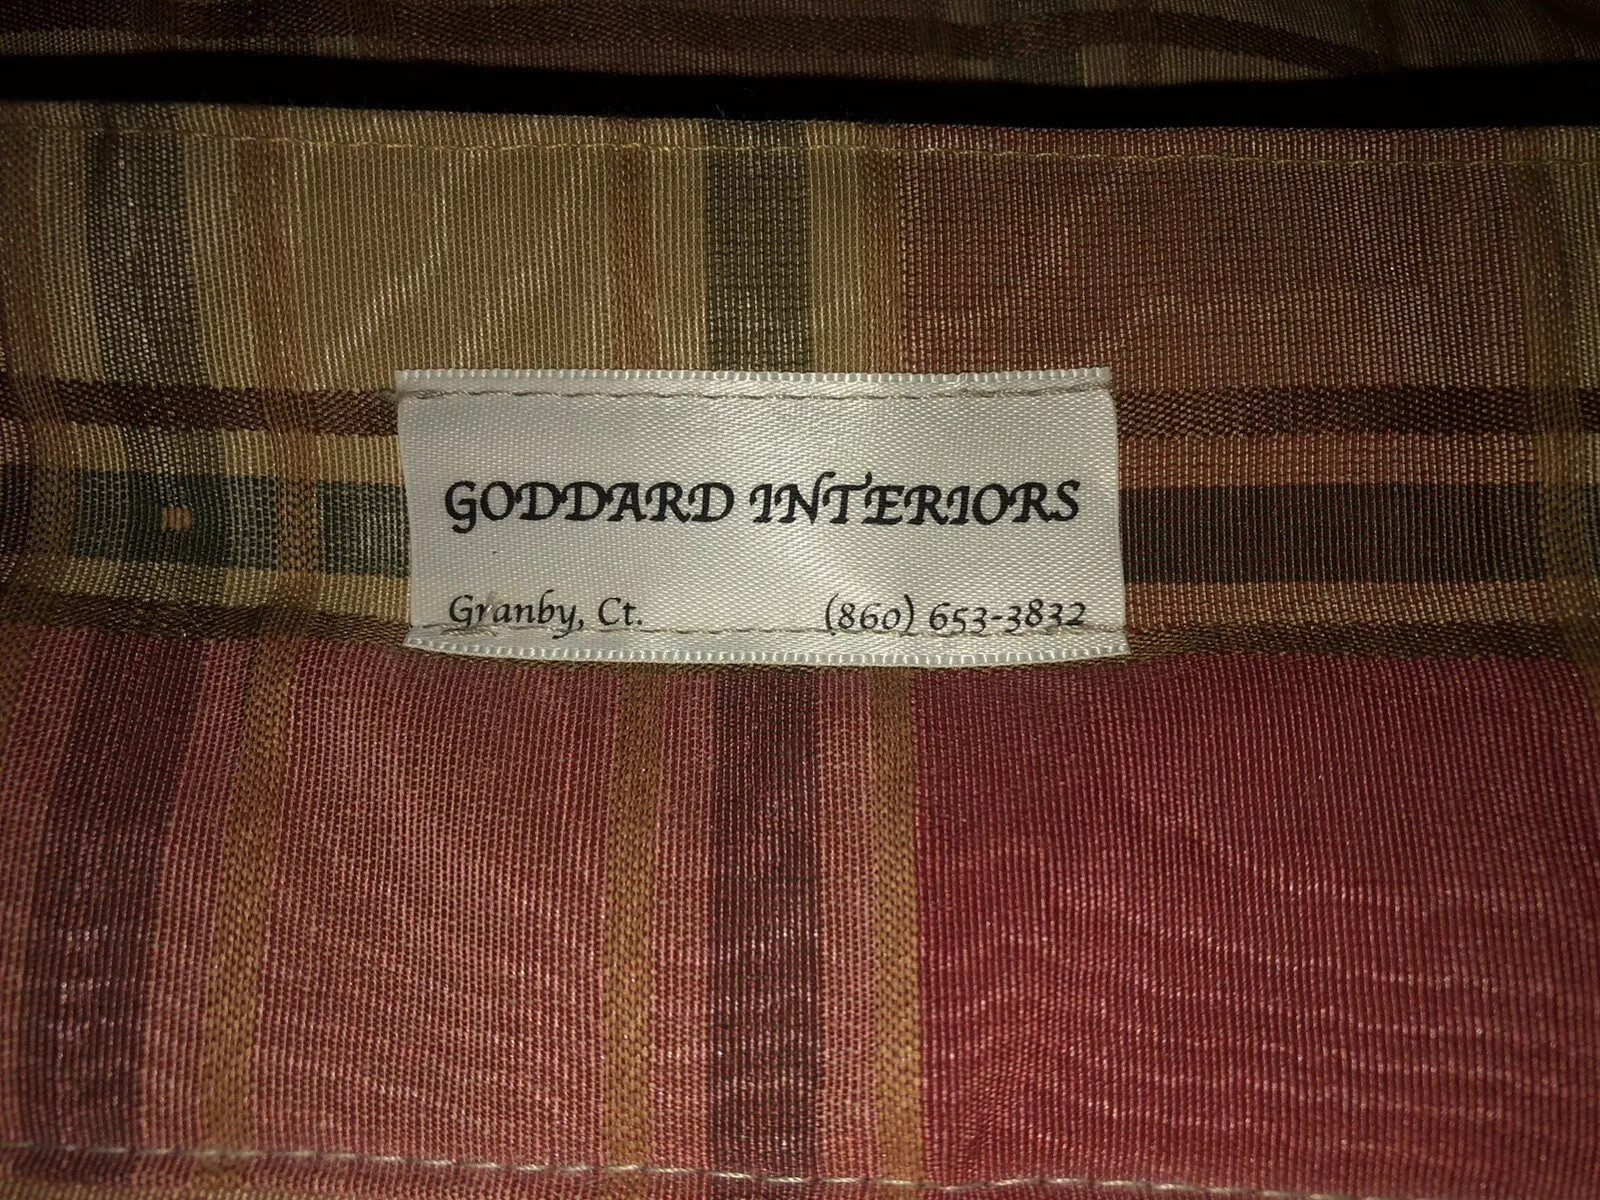 GODDARD INTERIORS
Granby, Ct. (860) 653-3832